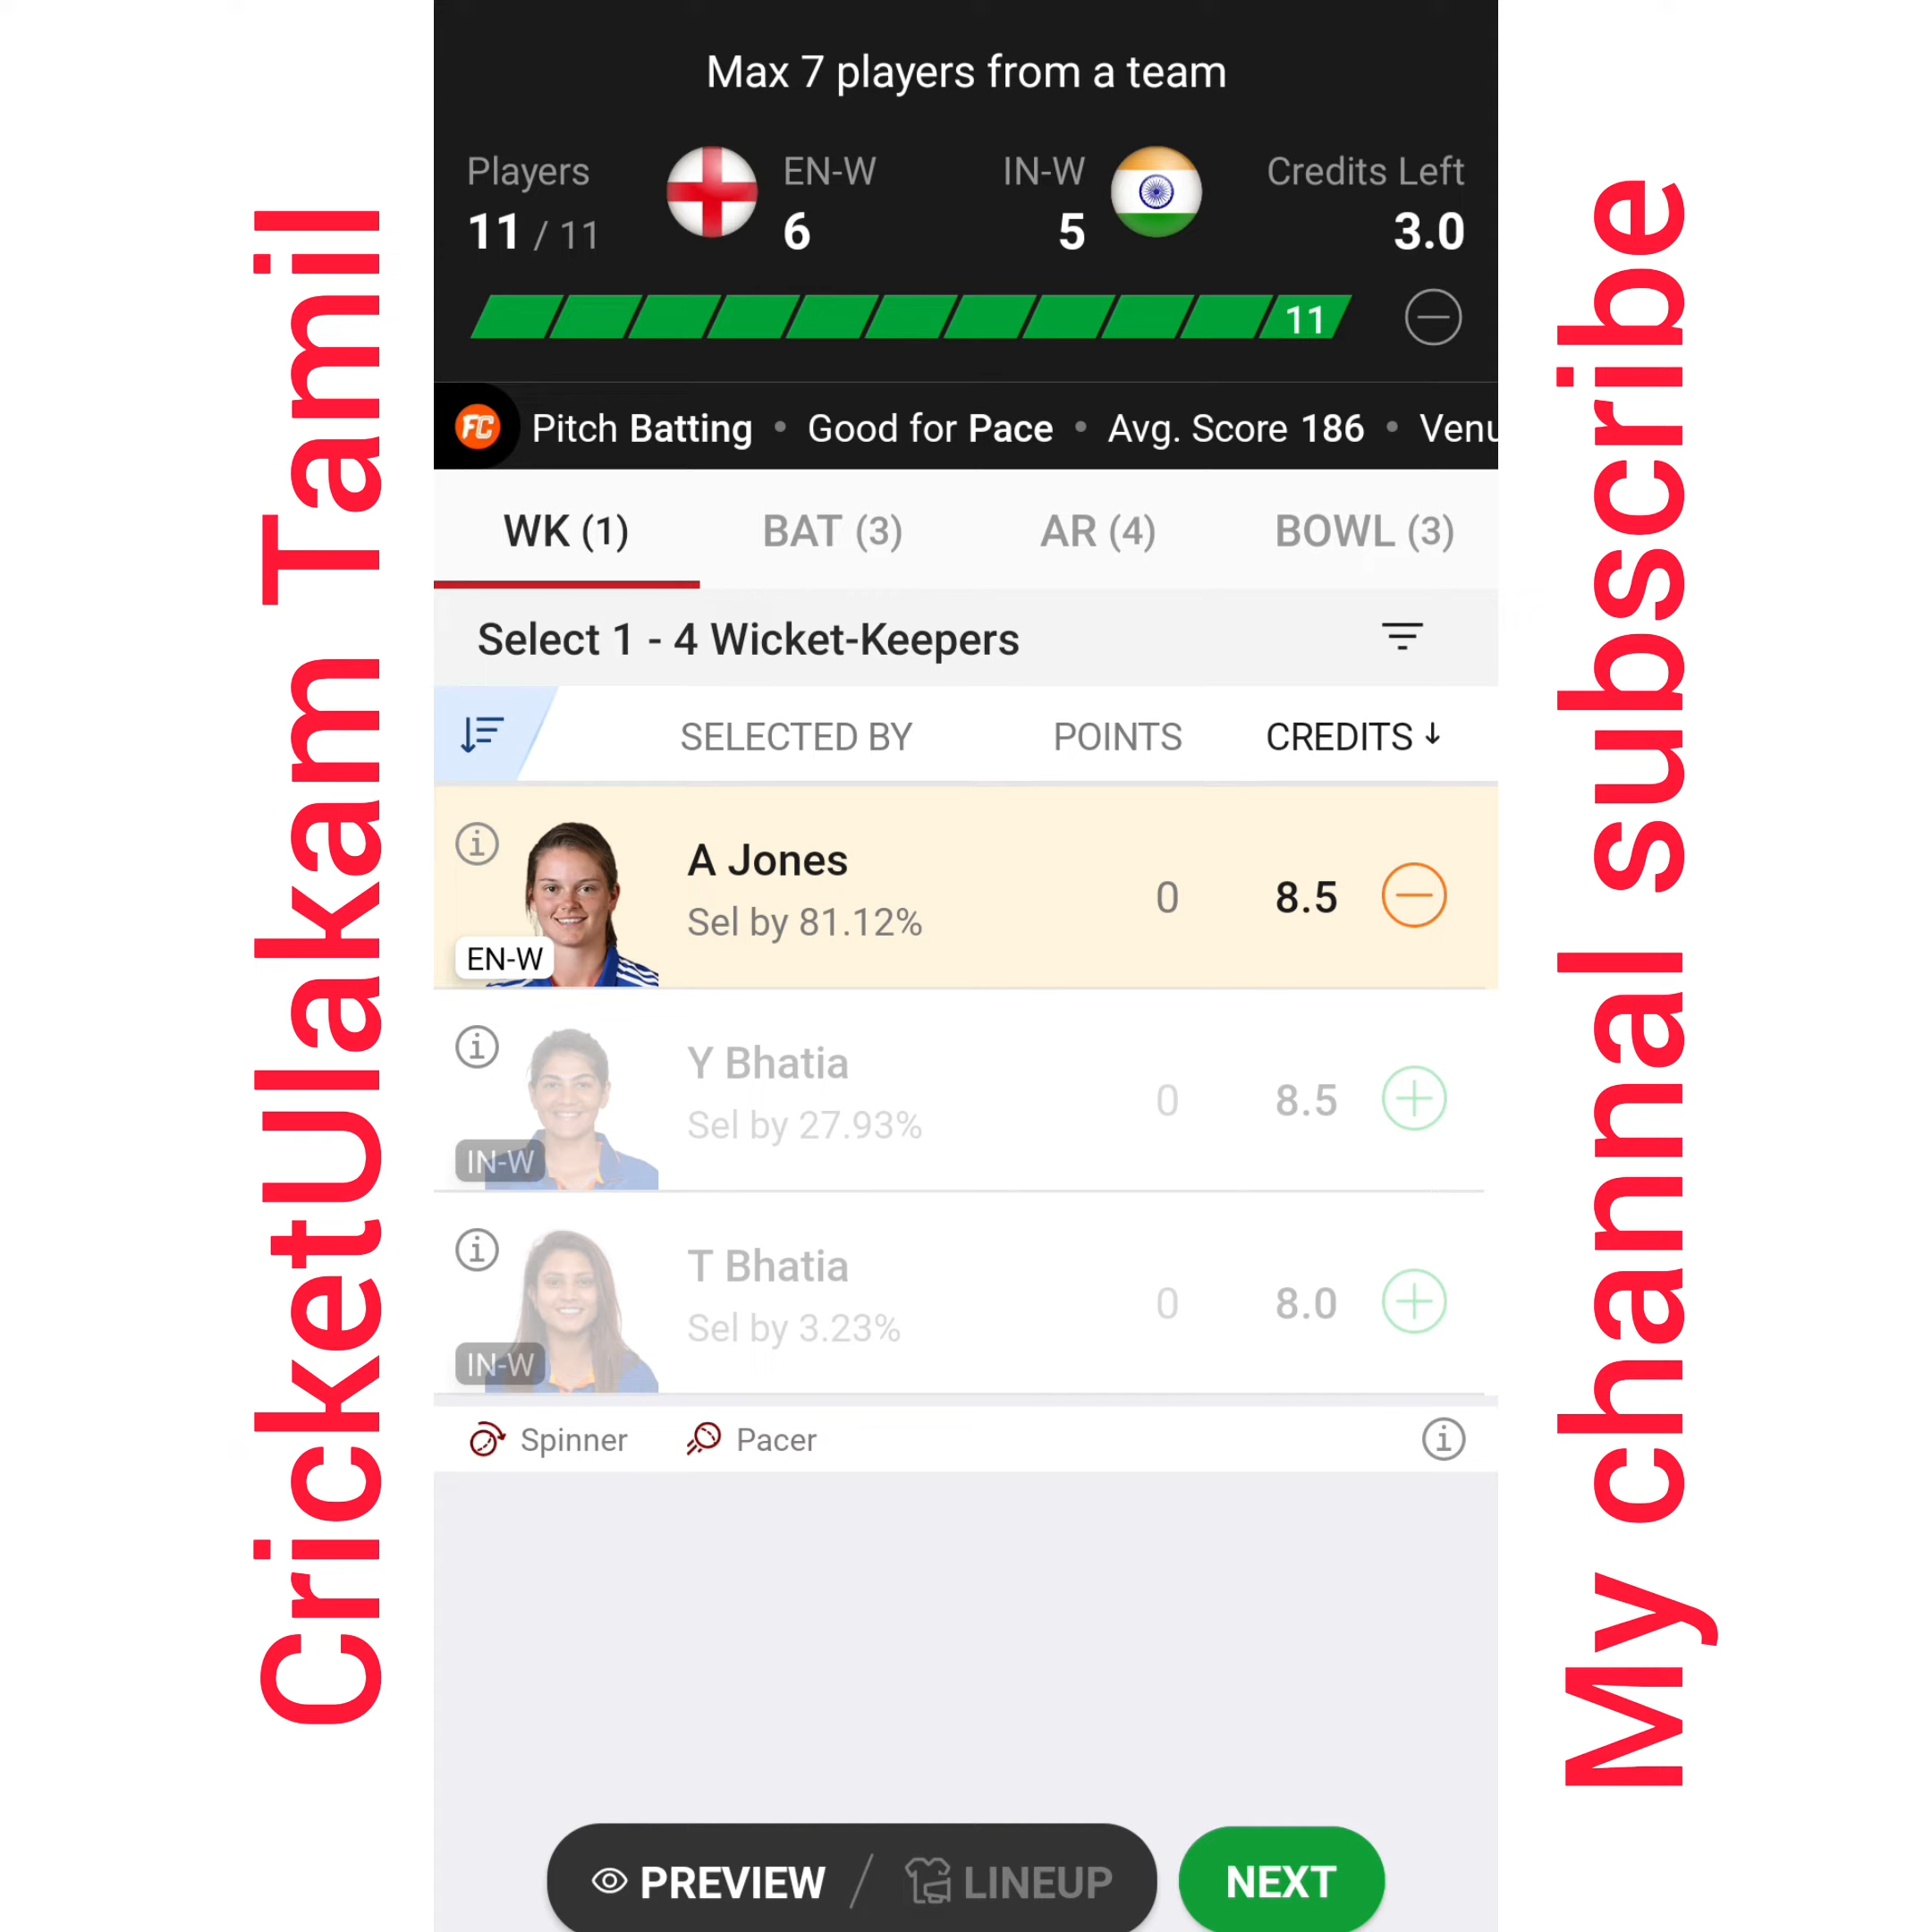 CricketUlakam Tamil
Max 7 players from a team
Players EN-W IN-W Credits Left
11 / 11 6 5 3.0
11
FC Pitch Batting • Good for Pace • Avg. Score 186 • Venu
WK (1) BAT (3) AR (4) BOWL (3)
Select 1 - 4 Wicket-Keepers
SELECTED BY POINTS CREDITS ↓
A Jones
Sel by 81.12% 0 8.5
EN-W
Y Bhatia
Sel by 27.93% 0 8.5
IN-W
T Bhatia
Sel by 3.23% 0 8.0
IN-W
Spinner Pacer
PREVIEW / LINEUP NEXT
My channal subscribe